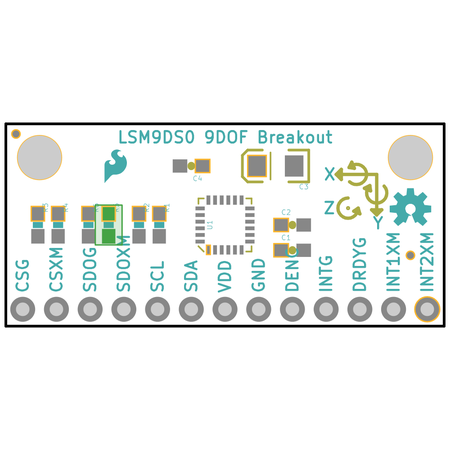 LSM9DS0 9DOF Breakout
C4
C3
X
Z
Y
C2
C1
U1
CSG
CSXM
SDOG
SDOXM
SCL
SDA
VDD
GND
DEN
INTG
DRDYG
INT1XM
INT2XM